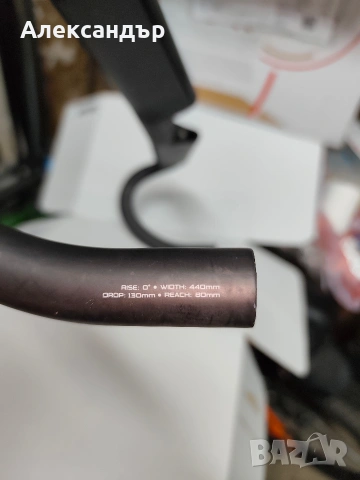 Александър
RISE: 0° • WIDTH: 440mm
DROP: 130mm • REACH: 80mm
BAZAR